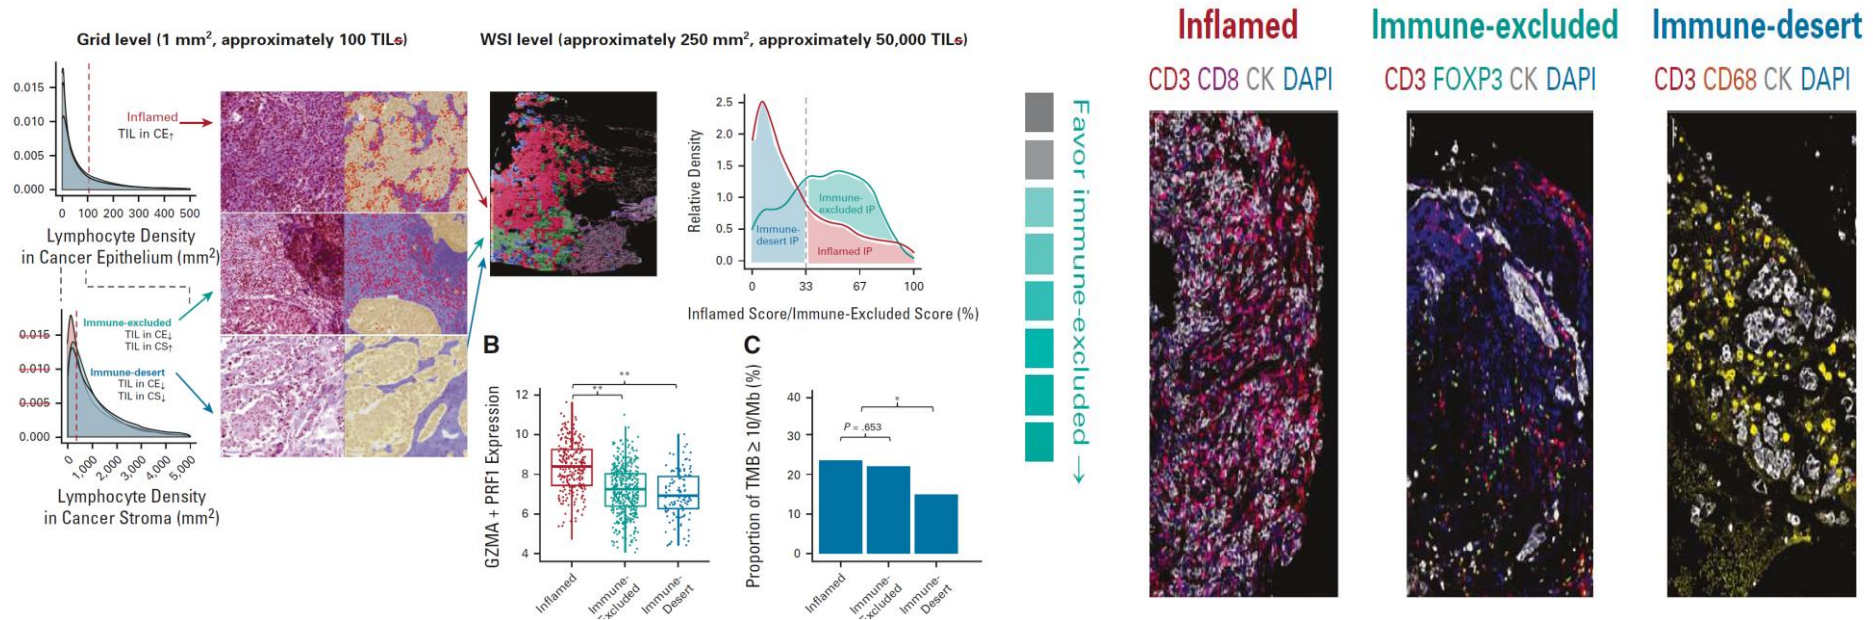 Grid level (1 mm², approximately 100 TILs)
WSI level (approximately 250 mm², approximately 50,000 TILs)
0.015
0.010
0.005
0.000
0 100 200 300 400 500
Lymphocyte Density
in Cancer Epithelium (mm²)
Inflamed
TIL in CE↑
0.015
0.010
0.005
0.000
Immune-excluded
TIL in CE↓
TIL in CS↑
Immune-desert
TIL in CE↓
TIL in CS↓
0 1,000 2,000 3,000 4,000 5,000
Lymphocyte Density
in Cancer Stroma (mm²)
Relative Density
2.5
2.0
1.5
1.0
0.5
0.0
Immune-
excluded IP
Immune-
desert IP
Inflamed IP
0 33 67 100
Inflamed Score/Immune-Excluded Score (%)
B
GZMA + PRF1 Expression
12
10
8
6
4
**
**
Inflamed
Immune-
Excluded
Immune-
Desert
C
Proportion of TMB ≥ 10/Mb (%)
40
30
20
10
0
*
P = .653
Inflamed
Immune-
Excluded
Immune-
Desert
Favor immune-excluded →
Inflamed
CD3 CD8 CK DAPI
Immune-excluded
CD3 FOXP3 CK DAPI
Immune-desert
CD3 CD68 CK DAPI